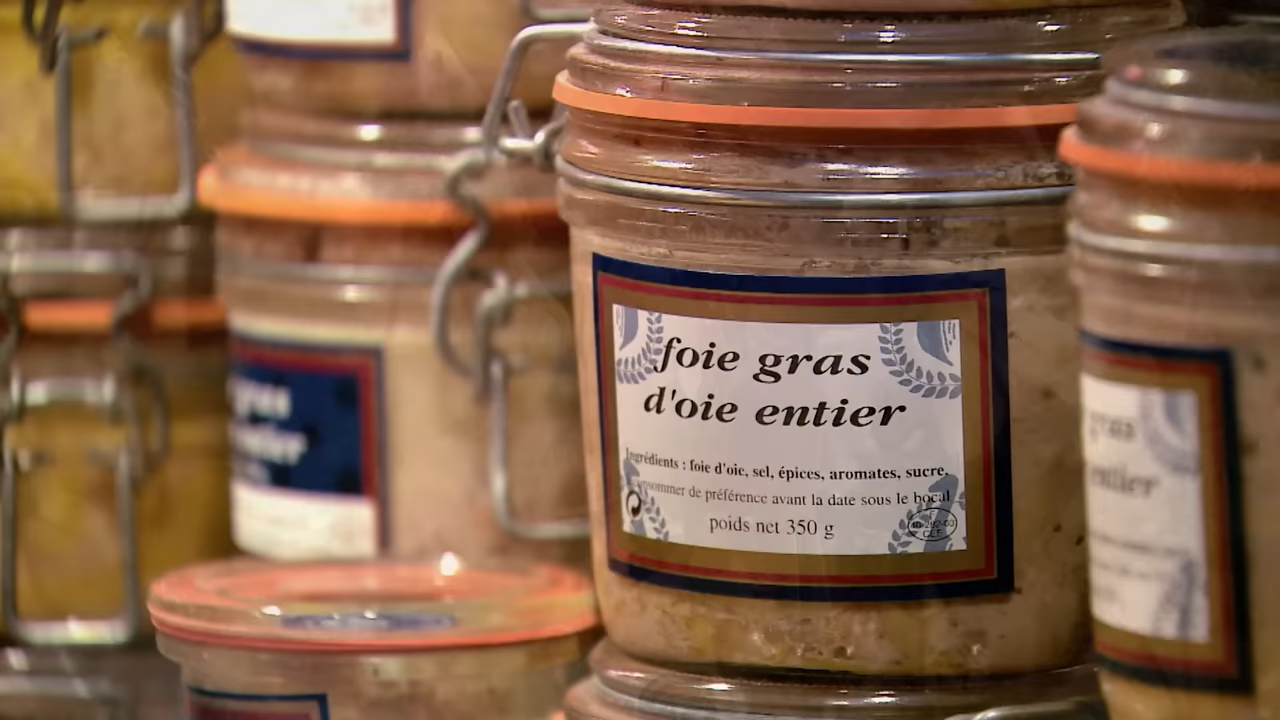 foie gras
d'oie entier
Ingrédients : foie d'oie, sel, épices, aromates, sucre.
consommer de préférence avant la date sous le bocal
poids net 350 g
F
CEE
gras
entier